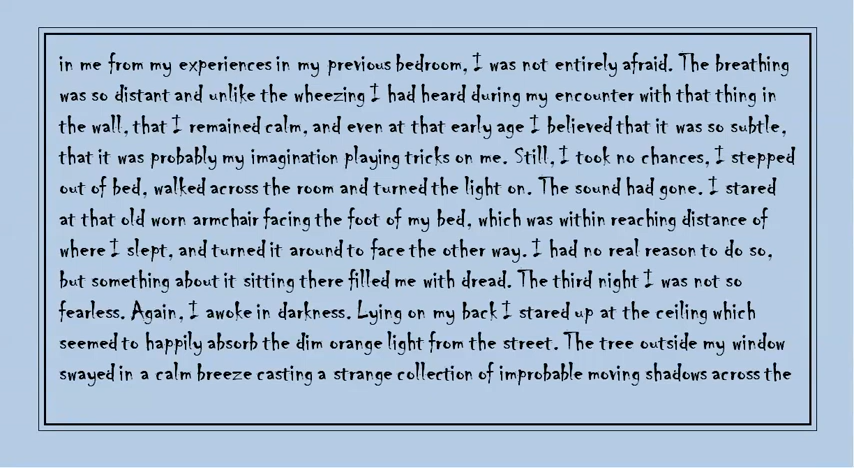 in me from my experiences in my previous bedroom, I was not entirely afraid. The breathing
was so distant and unlike the wheezing I had heard during my encounter with that thing in
the wall, that I remained calm, and even at that early age I believed that it was so subtle,
that it was probably my imagination playing tricks on me. Still, I took no chances, I stepped
out of bed, walked across the room and turned the light on. The sound had gone. I stared
at that old worn armchair facing the foot of my bed, which was within reaching distance of
where I slept, and turned it around to face the other way. I had no real reason to do so,
but something about it sitting there filled me with dread. The third night I was not so
fearless. Again, I awoke in darkness. Lying on my back I stared up at the ceiling which
seemed to happily absorb the dim orange light from the street. The tree outside my window
swayed in a calm breeze casting a strange collection of improbable moving shadows across the